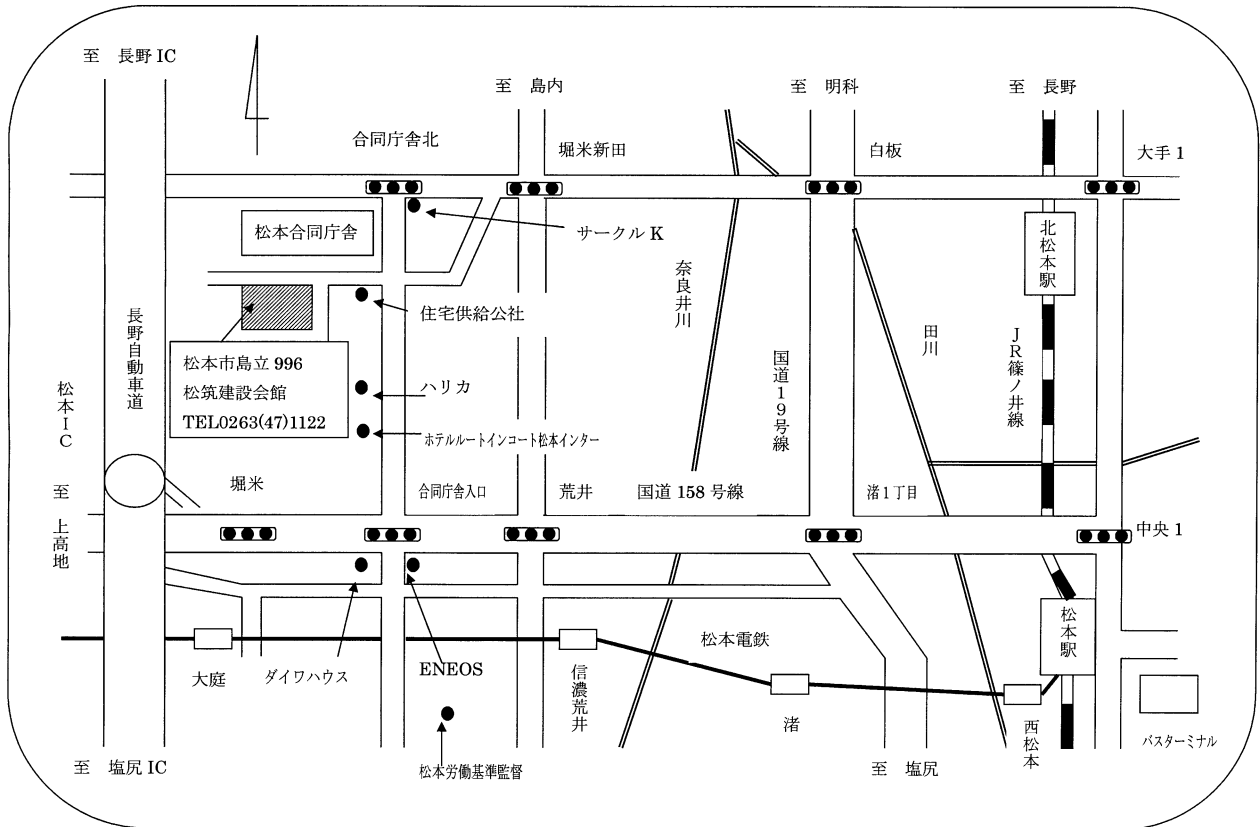 至 長野 IC
至 島内
至 明科
至 長野
合同庁舎北
堀米新田
白板
大手 1
松本合同庁舎
サークル K
北松本駅
奈良井川
住宅供給公社
長野自動車道
国道19号線
田川
JR篠ノ井線
松本市島立 996
松筑建設会館
TEL0263(47)1122
ハリカ
松本IC
ホテルルートインコート松本インター
堀米
合同庁舎入口
荒井
国道 158 号線
渚 1 丁目
至 上高地
中央 1
松本駅
松本電鉄
大庭
ダイワハウス
ENEOS
信濃荒井
渚
西松本
バスターミナル
至 塩尻 IC
松本労働基準監督
至 塩尻